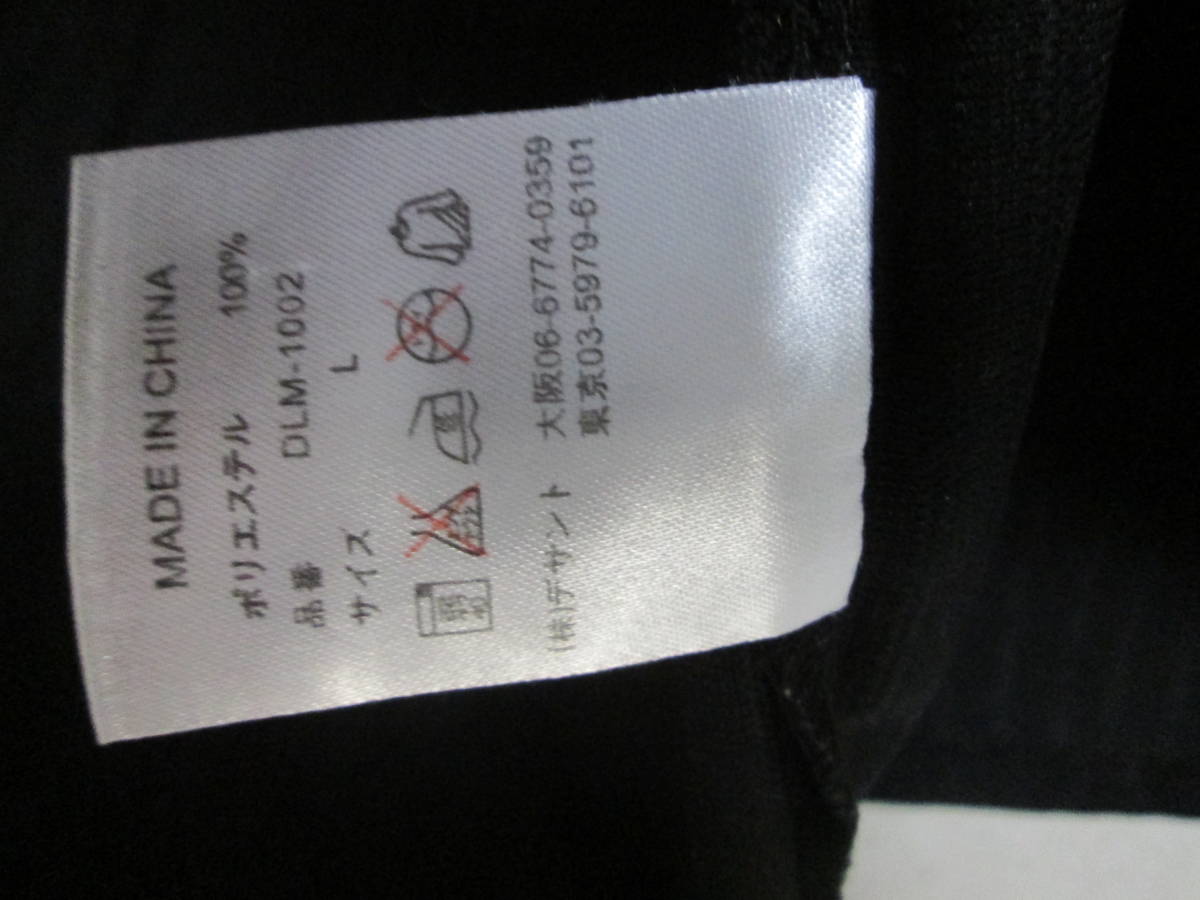 MADE IN CHINA
ポリエステル 100%
品番 DLM-1002
サイズ L
(株)デサント 大阪06-6774-0359
東京03-5979-6101